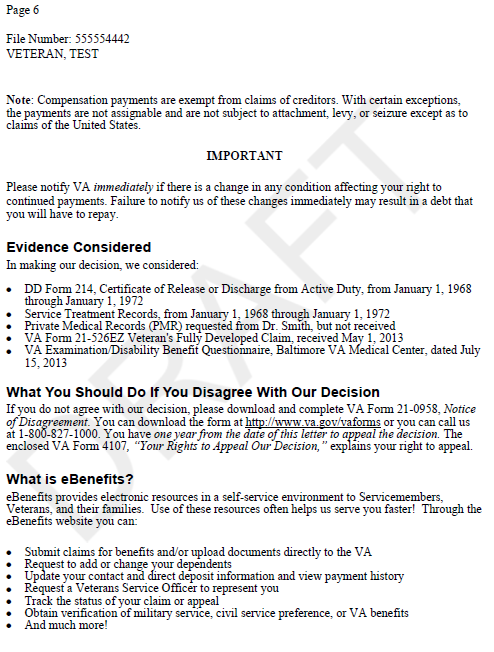 Page 6
File Number: 555554442
VETERAN, TEST
Note: Compensation payments are exempt from claims of creditors. With certain exceptions,
the payments are not assignable and are not subject to attachment, levy, or seizure except as to
claims of the United States.
IMPORTANT
Please notify VA immediately if there is a change in any condition affecting your right to
continued payments. Failure to notify us of these changes immediately may result in a debt that
you will have to repay.
Evidence Considered
In making our decision, we considered:
• DD Form 214, Certificate of Release or Discharge from Active Duty, from January 1, 1968
through January 1, 1972
• Service Treatment Records, from January 1, 1968 through January 1, 1972
• Private Medical Records (PMR) requested from Dr. Smith, but not received
• VA Form 21-526EZ Veteran's Fully Developed Claim, received May 1, 2013
• VA Examination/Disability Benefit Questionnaire, Baltimore VA Medical Center, dated July
15, 2013
What You Should Do If You Disagree With Our Decision
If you do not agree with our decision, please download and complete VA Form 21-0958, Notice
of Disagreement. You can download the form at http://www.va.gov/vaforms or you can call us
at 1-800-827-1000. You have one year from the date of this letter to appeal the decision. The
enclosed VA Form 4107, “Your Rights to Appeal Our Decision,” explains your right to appeal.
What is eBenefits?
eBenefits provides electronic resources in a self-service environment to Servicemembers,
Veterans, and their families. Use of these resources often helps us serve you faster! Through the
eBenefits website you can:
• Submit claims for benefits and/or upload documents directly to the VA
• Request to add or change your dependents
• Update your contact and direct deposit information and view payment history
• Request a Veterans Service Officer to represent you
• Track the status of your claim or appeal
• Obtain verification of military service, civil service preference, or VA benefits
• And much more!
DRAFT